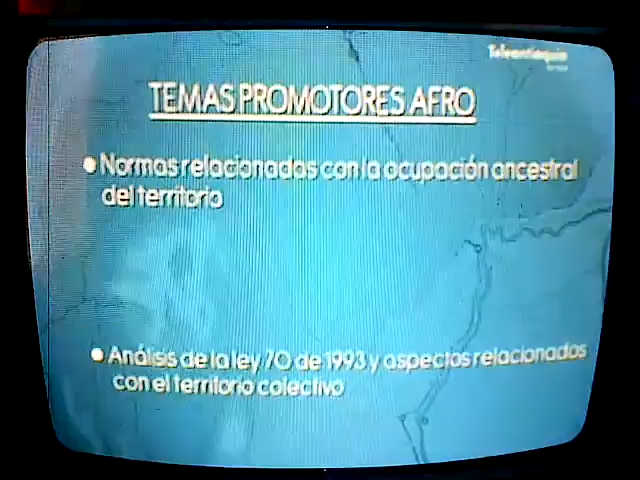 Teleantioquia
TEMAS PROMOTORES AFRO
● Normas relacionadas con la ocupación ancestral
del territorio
● Análisis de la ley 70 de 1993 y aspectos relacionados
con el territorio colectivo